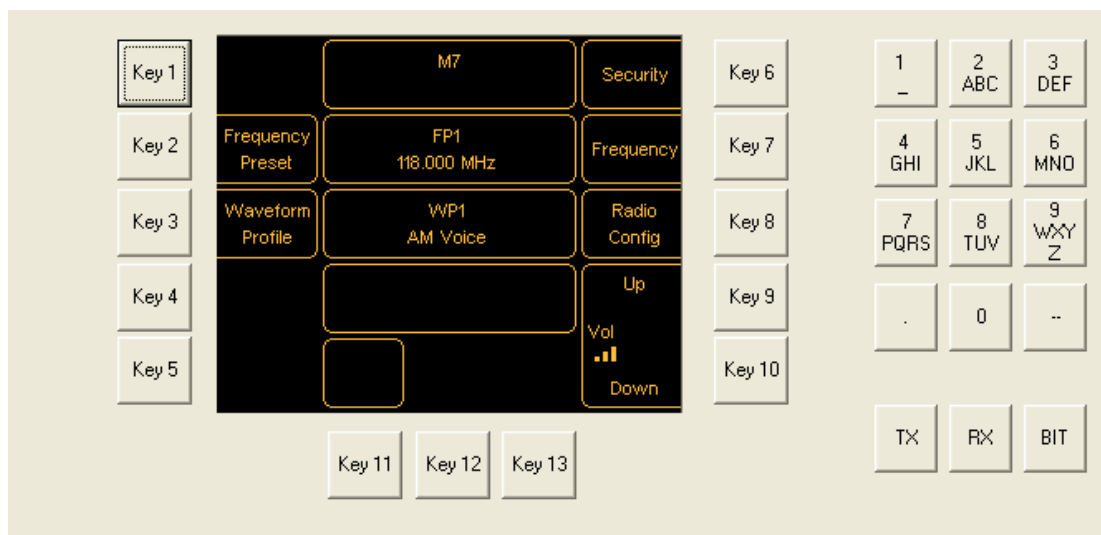 Key 1
M7
Security
Key 6
1
_
2
ABC
3
DEF
Key 2
Frequency
Preset
FP1
118.000 MHz
Frequency
Key 7
4
GHI
5
JKL
6
MNO
Key 3
Waveform
Profile
WP1
AM Voice
Radio
Config
Key 8
7
PQRS
8
TUV
9
WXY
Z
Key 4
Up
Key 9
.
0
--
Key 5
Vol
Down
Key 10
Key 11
Key 12
Key 13
TX
RX
BIT